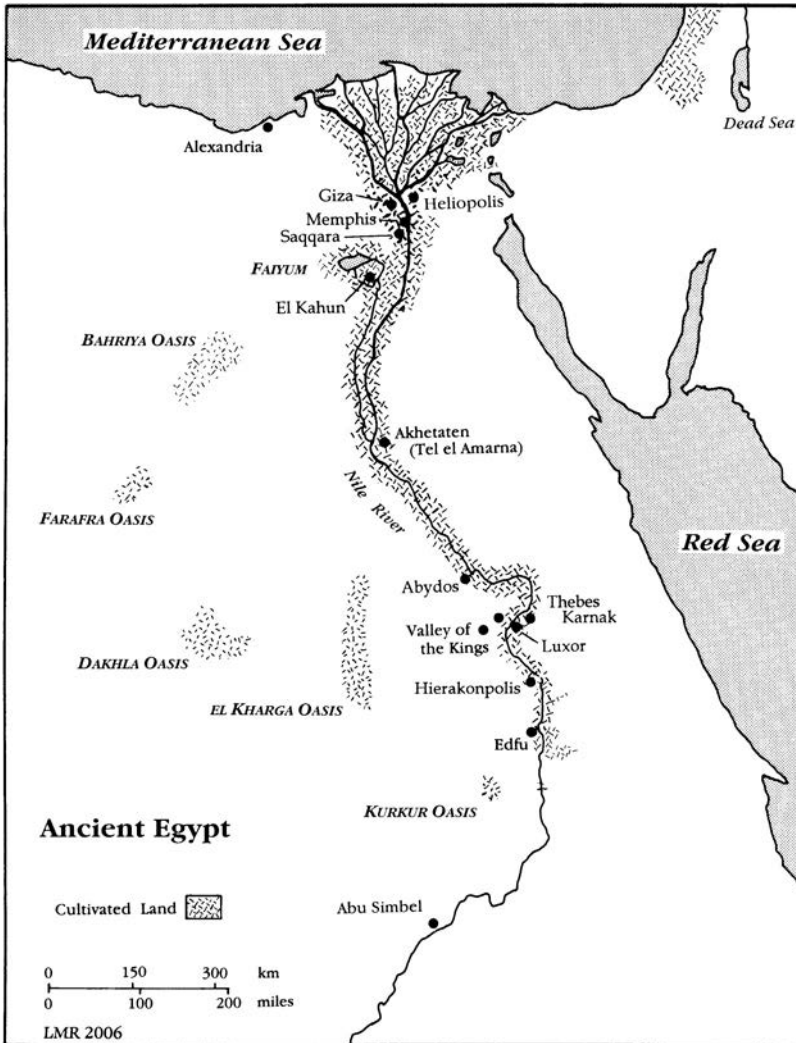 Mediterranean Sea
Dead Sea
Alexandria
Giza
Heliopolis
Memphis
Saqqara
FAIYUM
El Kahun
BAHRIYA OASIS
Akhetaten
(Tel el Amarna)
Nile River
FARAFRA OASIS
Red Sea
Abydos
Thebes
Karnak
Valley of
the Kings
Luxor
DAKHLA OASIS
Hierakonpolis
EL KHARGA OASIS
Edfu
KURKUR OASIS
Ancient Egypt
Cultivated Land
Abu Simbel
0 150 300 km
0 100 200 miles
LMR 2006